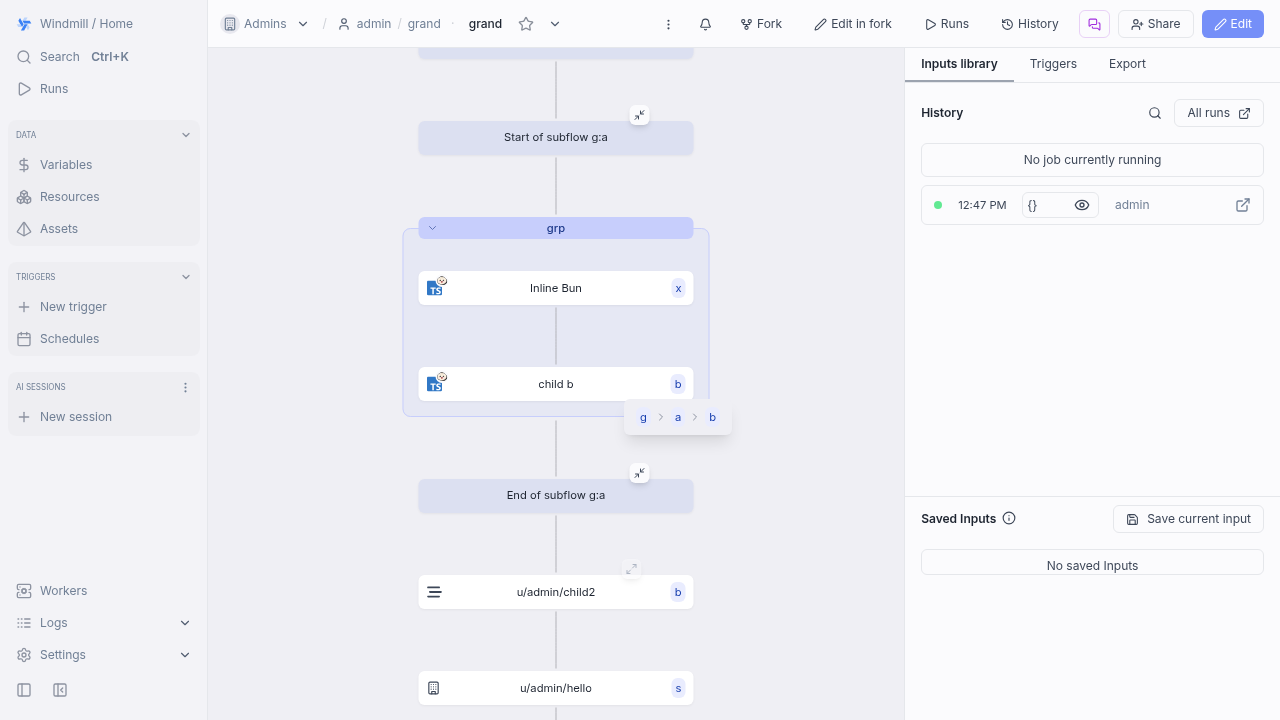 Windmill / Home
Search Ctrl+K
Runs
DATA
Variables
Resources
Assets
TRIGGERS
New trigger
Schedules
AI SESSIONS
New session
Workers
Logs
Settings
Admins / admin / grand · grand
Fork
Edit in fork
Runs
History
Share
Edit
Start of subflow g:a
grp
TS Inline Bun x
TS child b b
g > a > b
End of subflow g:a
u/admin/child2 b
u/admin/hello s
Inputs library Triggers Export
History
All runs
No job currently running
12:47 PM {} admin
Saved Inputs
Save current input
No saved Inputs